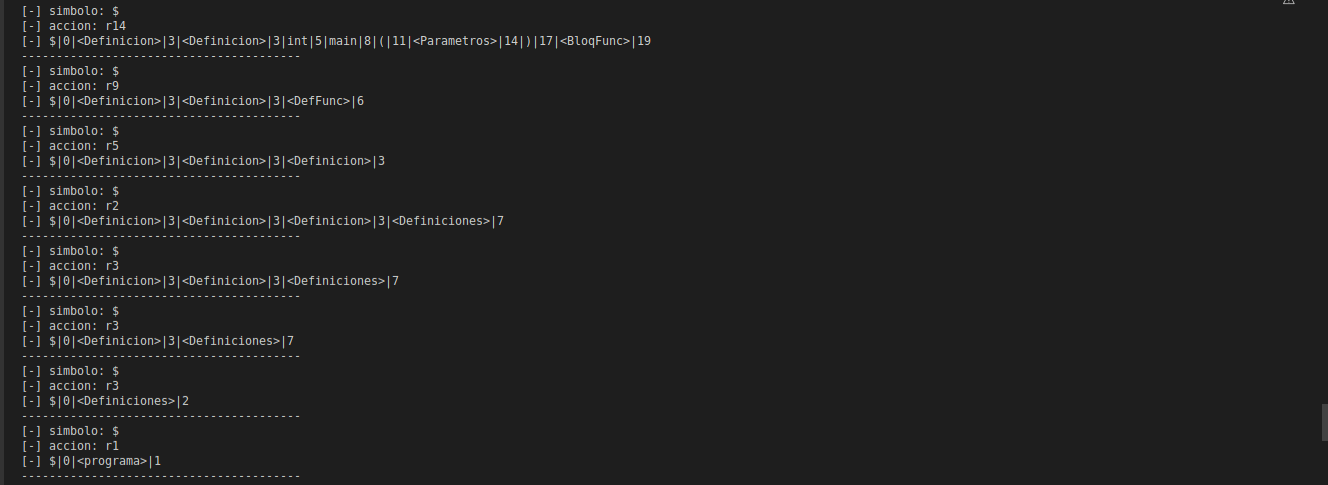 [-] simbolo: $
[-] accion: r14
[-] $|0|<Definicion>|3|<Definicion>|3|int|5|main|8|(|11|<Parametros>|14|)|17|<BloqFunc>|19
----------------------------------------
[-] simbolo: $
[-] accion: r9
[-] $|0|<Definicion>|3|<Definicion>|3|<DefFunc>|6
----------------------------------------
[-] simbolo: $
[-] accion: r5
[-] $|0|<Definicion>|3|<Definicion>|3|<Definicion>|3
----------------------------------------
[-] simbolo: $
[-] accion: r2
[-] $|0|<Definicion>|3|<Definicion>|3|<Definicion>|3|<Definiciones>|7
----------------------------------------
[-] simbolo: $
[-] accion: r3
[-] $|0|<Definicion>|3|<Definicion>|3|<Definiciones>|7
----------------------------------------
[-] simbolo: $
[-] accion: r3
[-] $|0|<Definicion>|3|<Definiciones>|7
----------------------------------------
[-] simbolo: $
[-] accion: r3
[-] $|0|<Definiciones>|2
----------------------------------------
[-] simbolo: $
[-] accion: r1
[-] $|0|<programa>|1
----------------------------------------